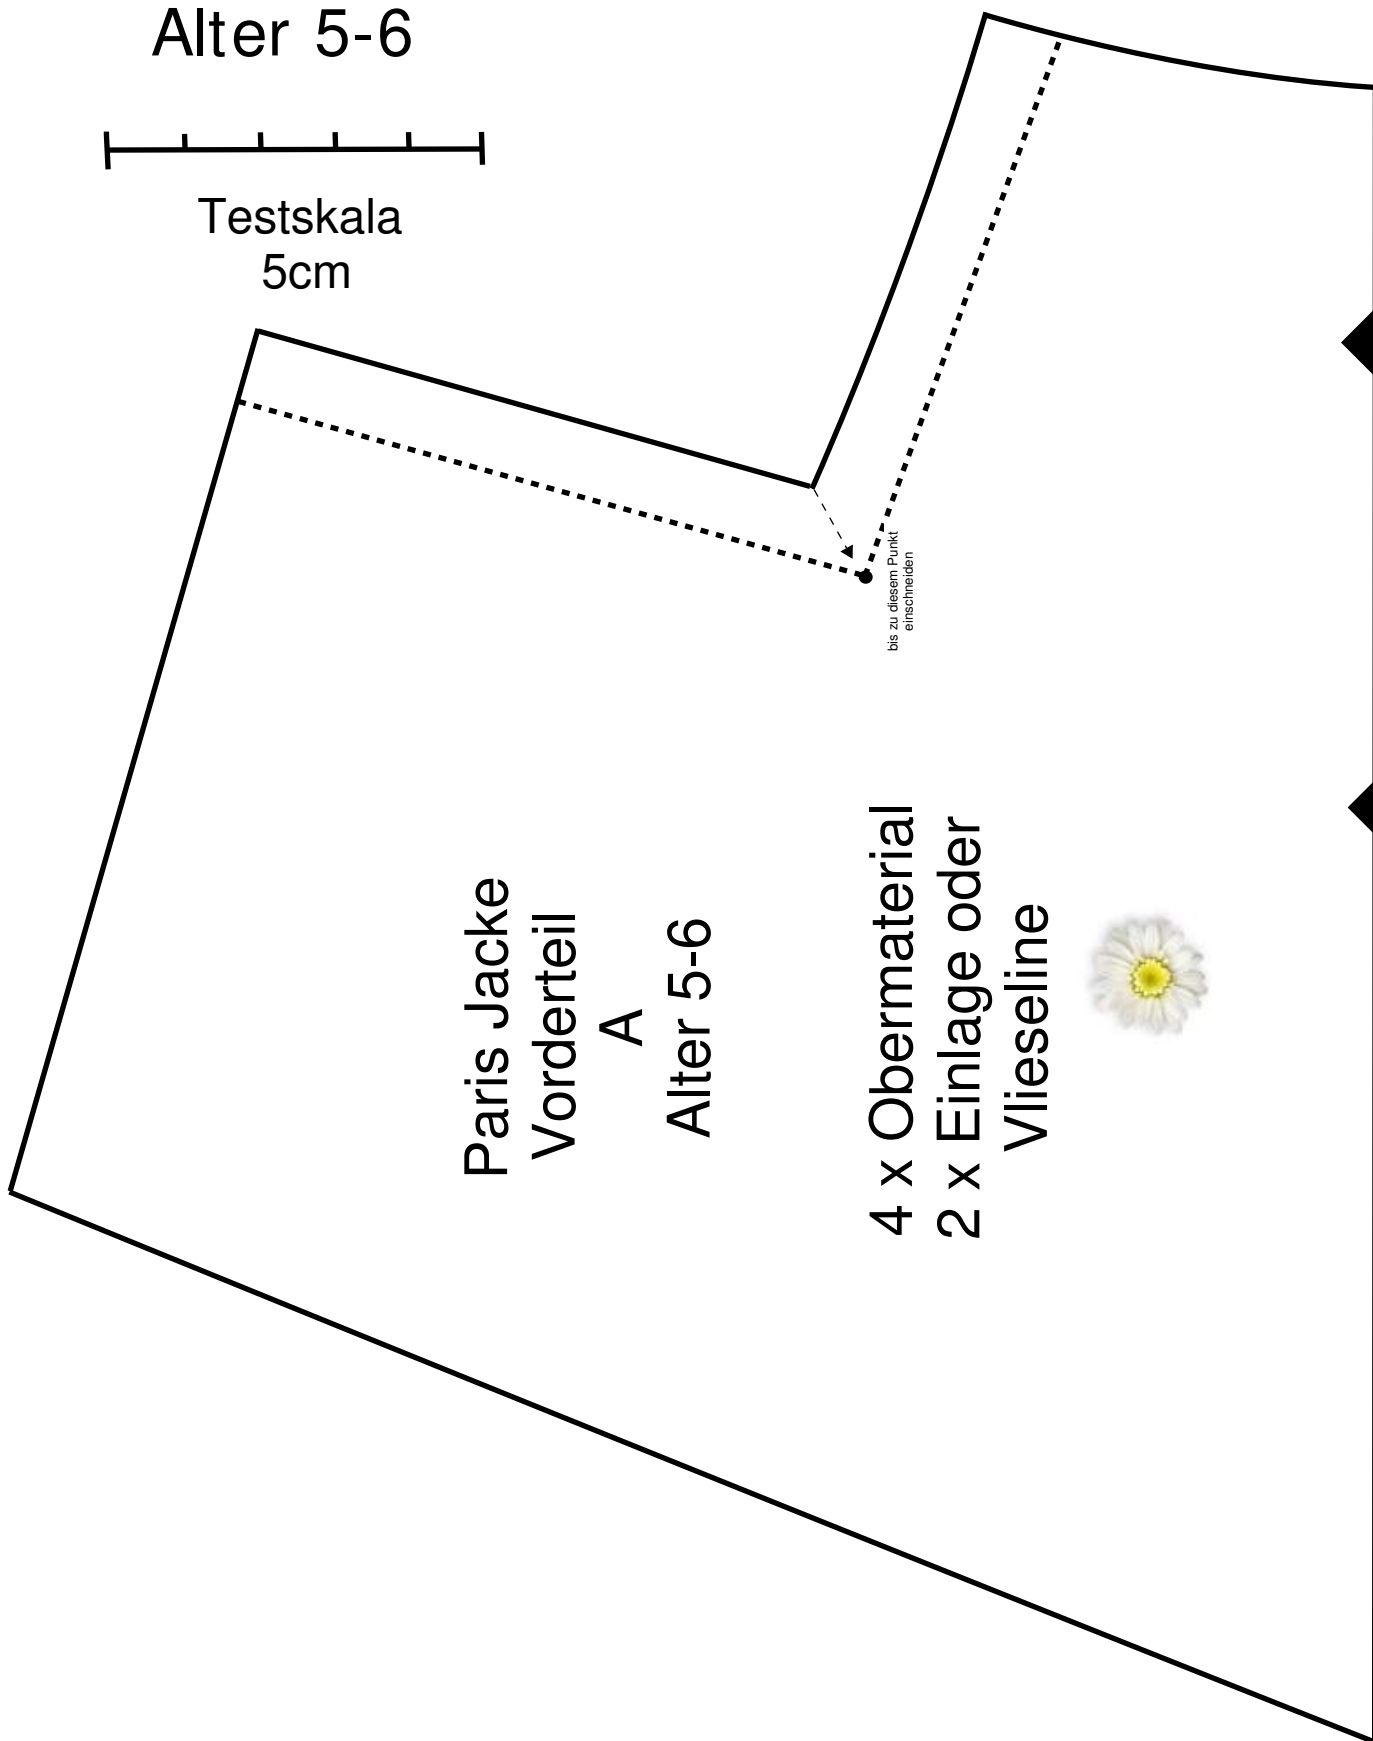 Alter 5-6
Testskala
5cm
bis zu diesem Punkt
einschneiden
Paris Jacke
Vorderteil
A
Alter 5-6
4 x Obermaterial
2 x Einlage oder
Vlieseline